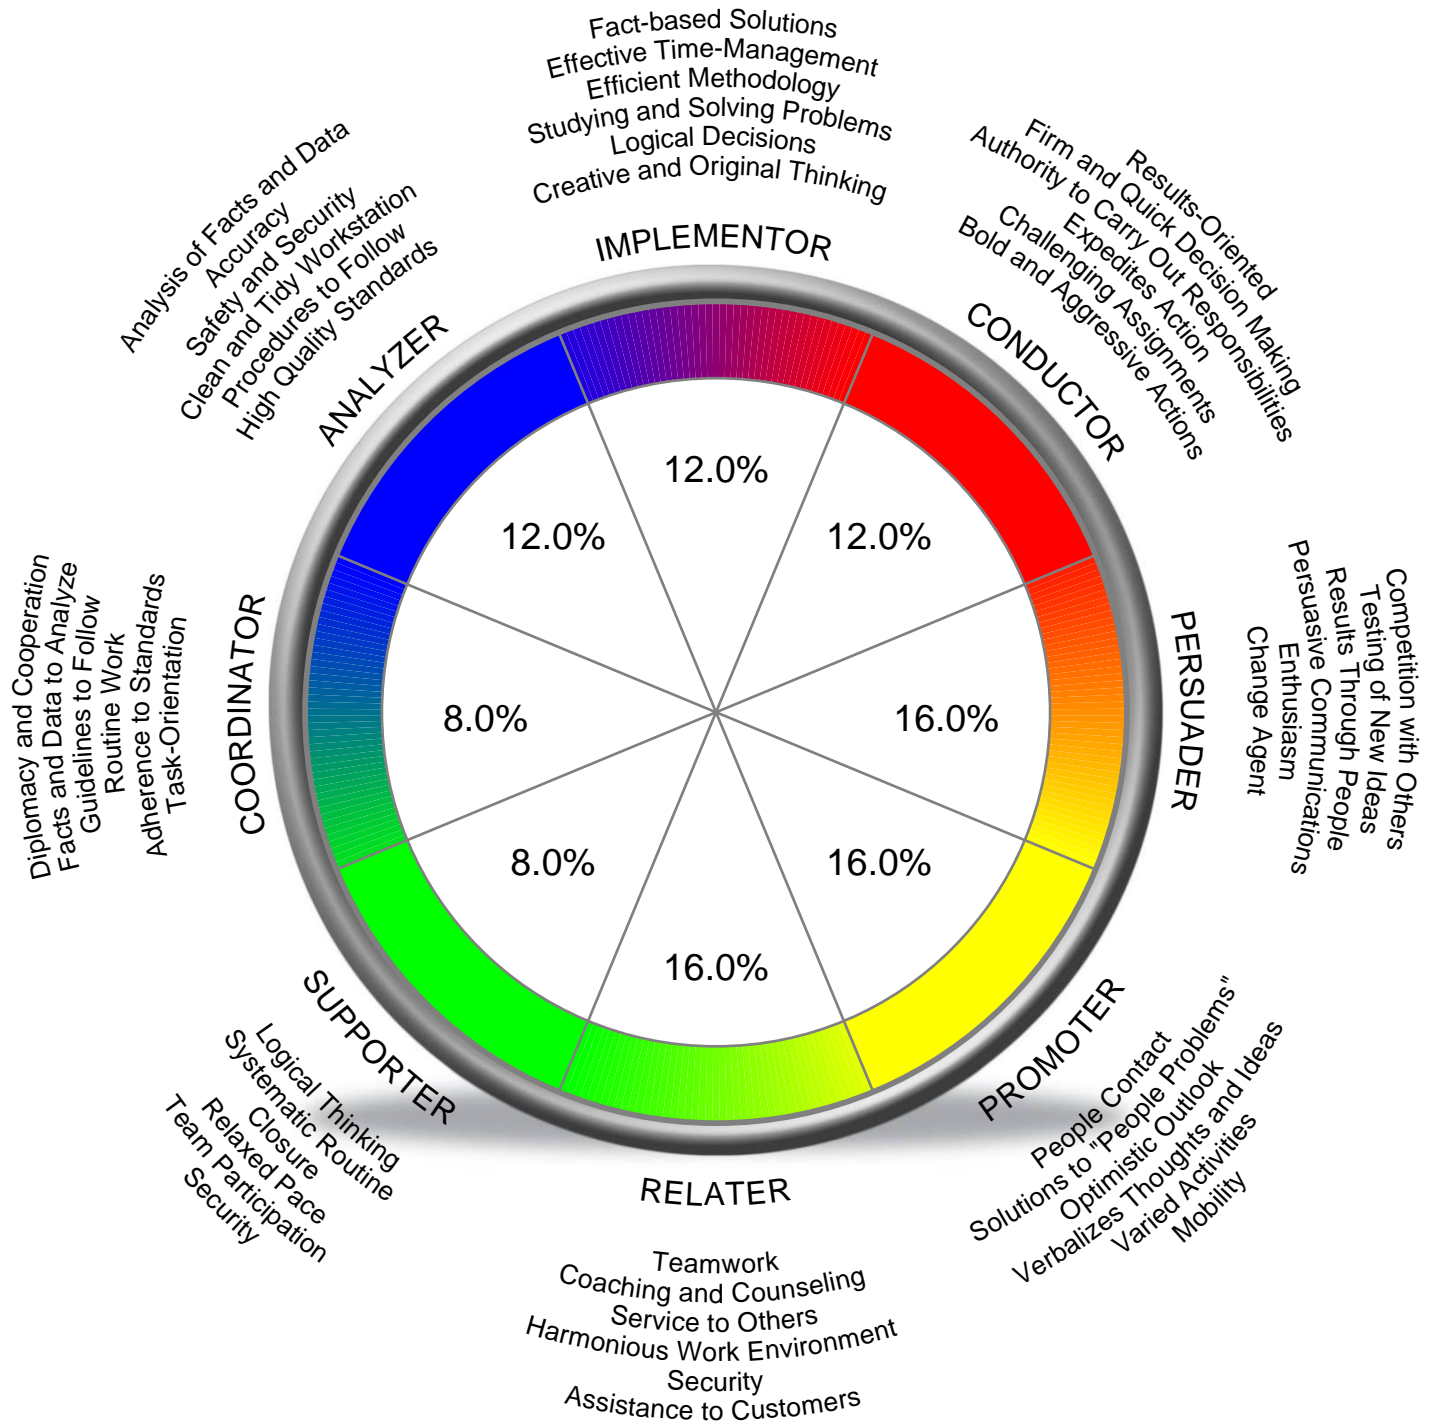 Fact-based Solutions
Effective Time-Management
Efficient Methodology
Studying and Solving Problems
Logical Decisions
Creative and Original Thinking
IMPLEMENTOR
Results-Oriented
Firm and Quick Decision Making
Authority to Carry Out Responsibilities
Expedites Action
Challenging Assignments
Bold and Aggressive Actions
CONDUCTOR
Competition with Others
Testing of New Ideas
Results Through People
Persuasive Communications
Enthusiasm
Change Agent
PERSUADER
PROMOTER
People Contact
Solutions to "People Problems"
Optimistic Outlook
Verbalizes Thoughts and Ideas
Varied Activities
Mobility
RELATER
Teamwork
Coaching and Counseling
Service to Others
Harmonious Work Environment
Security
Assistance to Customers
SUPPORTER
Logical Thinking
Systematic Routine
Closure
Relaxed Pace
Team Participation
Security
Diplomacy and Cooperation
Facts and Data to Analyze
Guidelines to Follow
Routine Work
Adherence to Standards
Task-Orientation
COORDINATOR
Analysis of Facts and Data
Accuracy
Safety and Security
Clean and Tidy Workstation
Procedures to Follow
High Quality Standards
ANALYZER
12.0%
12.0%
16.0%
16.0%
16.0%
8.0%
8.0%
12.0%